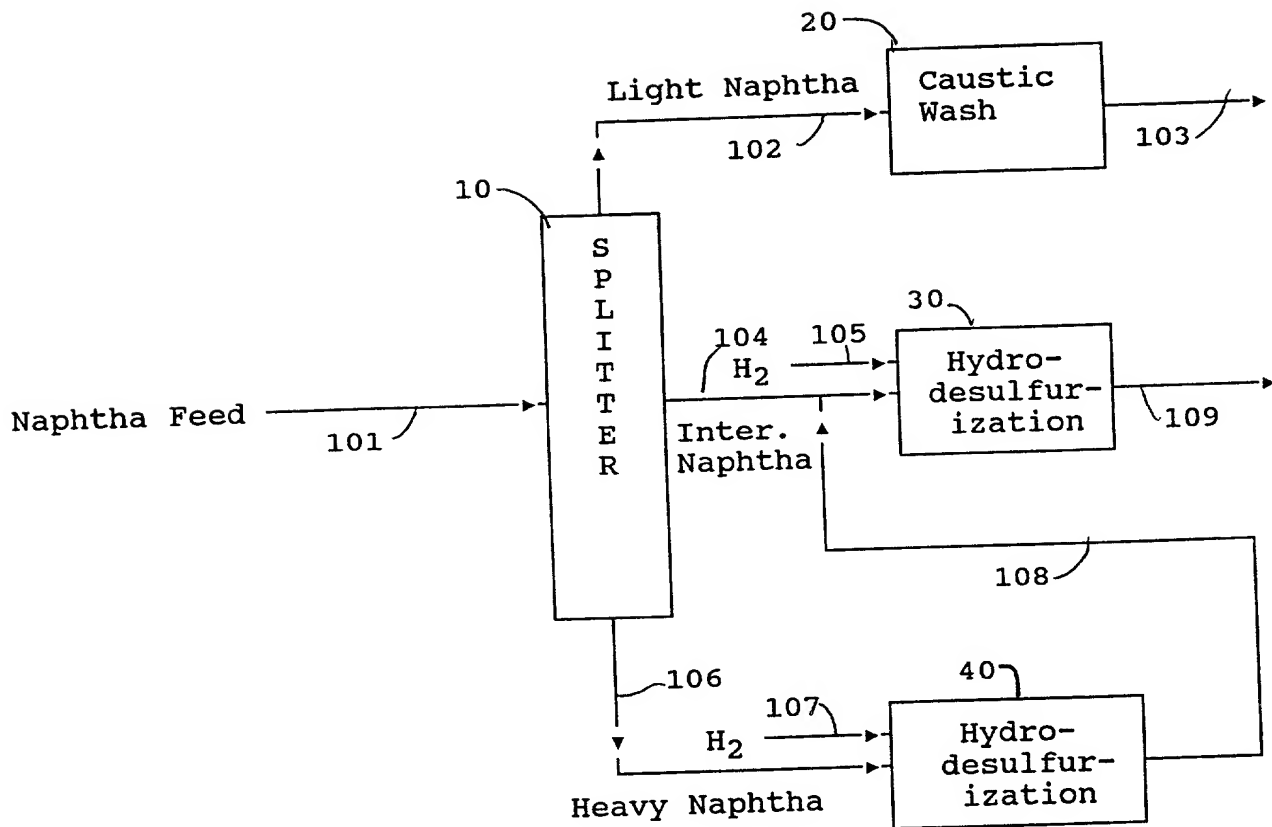 20
Caustic
Wash
Light Naphtha
102
103
10
SPLITTER
30
104
105
H2
Hydro-
desulfur-
ization
Naphtha Feed
101
Inter.
Naphtha
109
108
106
40
107
H2
Hydro-
desulfur-
ization
Heavy Naphtha